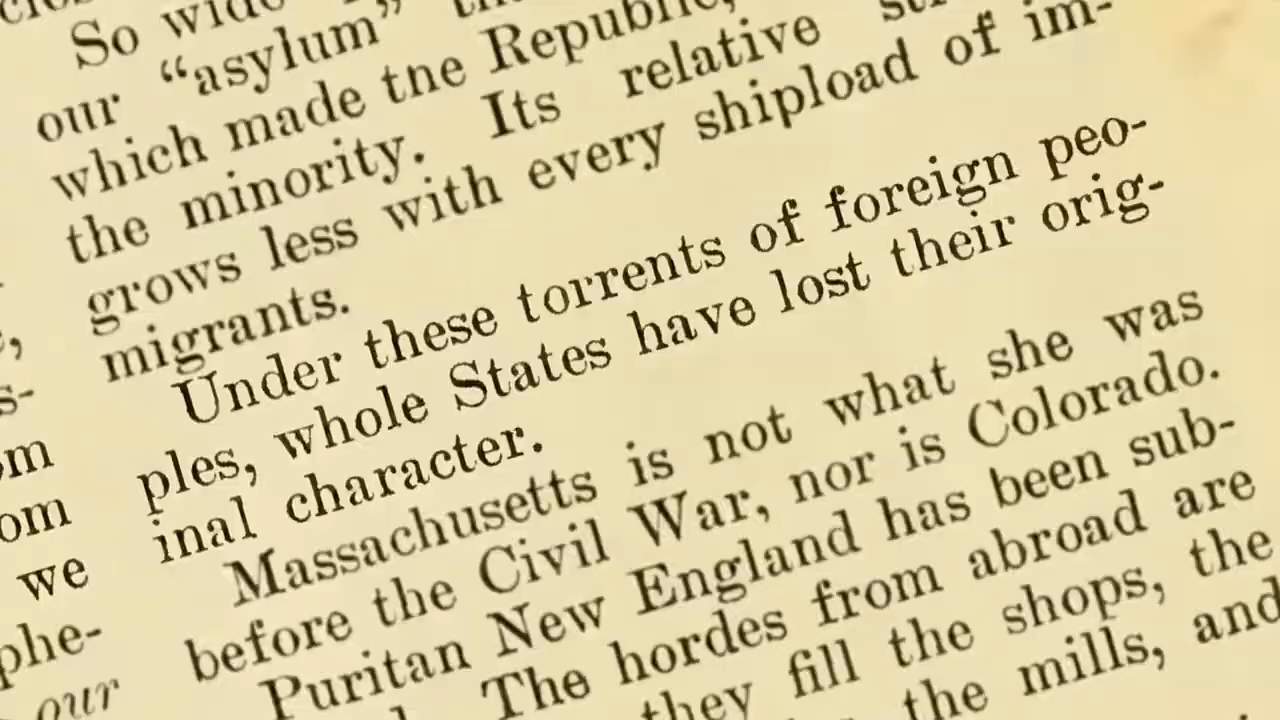 So wide
our “asylum”
which made tne Republic,
the minority. Its relative
grows less with every shipload of im-
migrants.
Under these torrents of foreign peo-
ples, whole States have lost their orig-
inal character.
Massachusetts is not what she was
before the Civil War, nor is Colorado.
Puritan New England has been sub-
The hordes from abroad are
they fill the shops, the
the mills, and
we
our